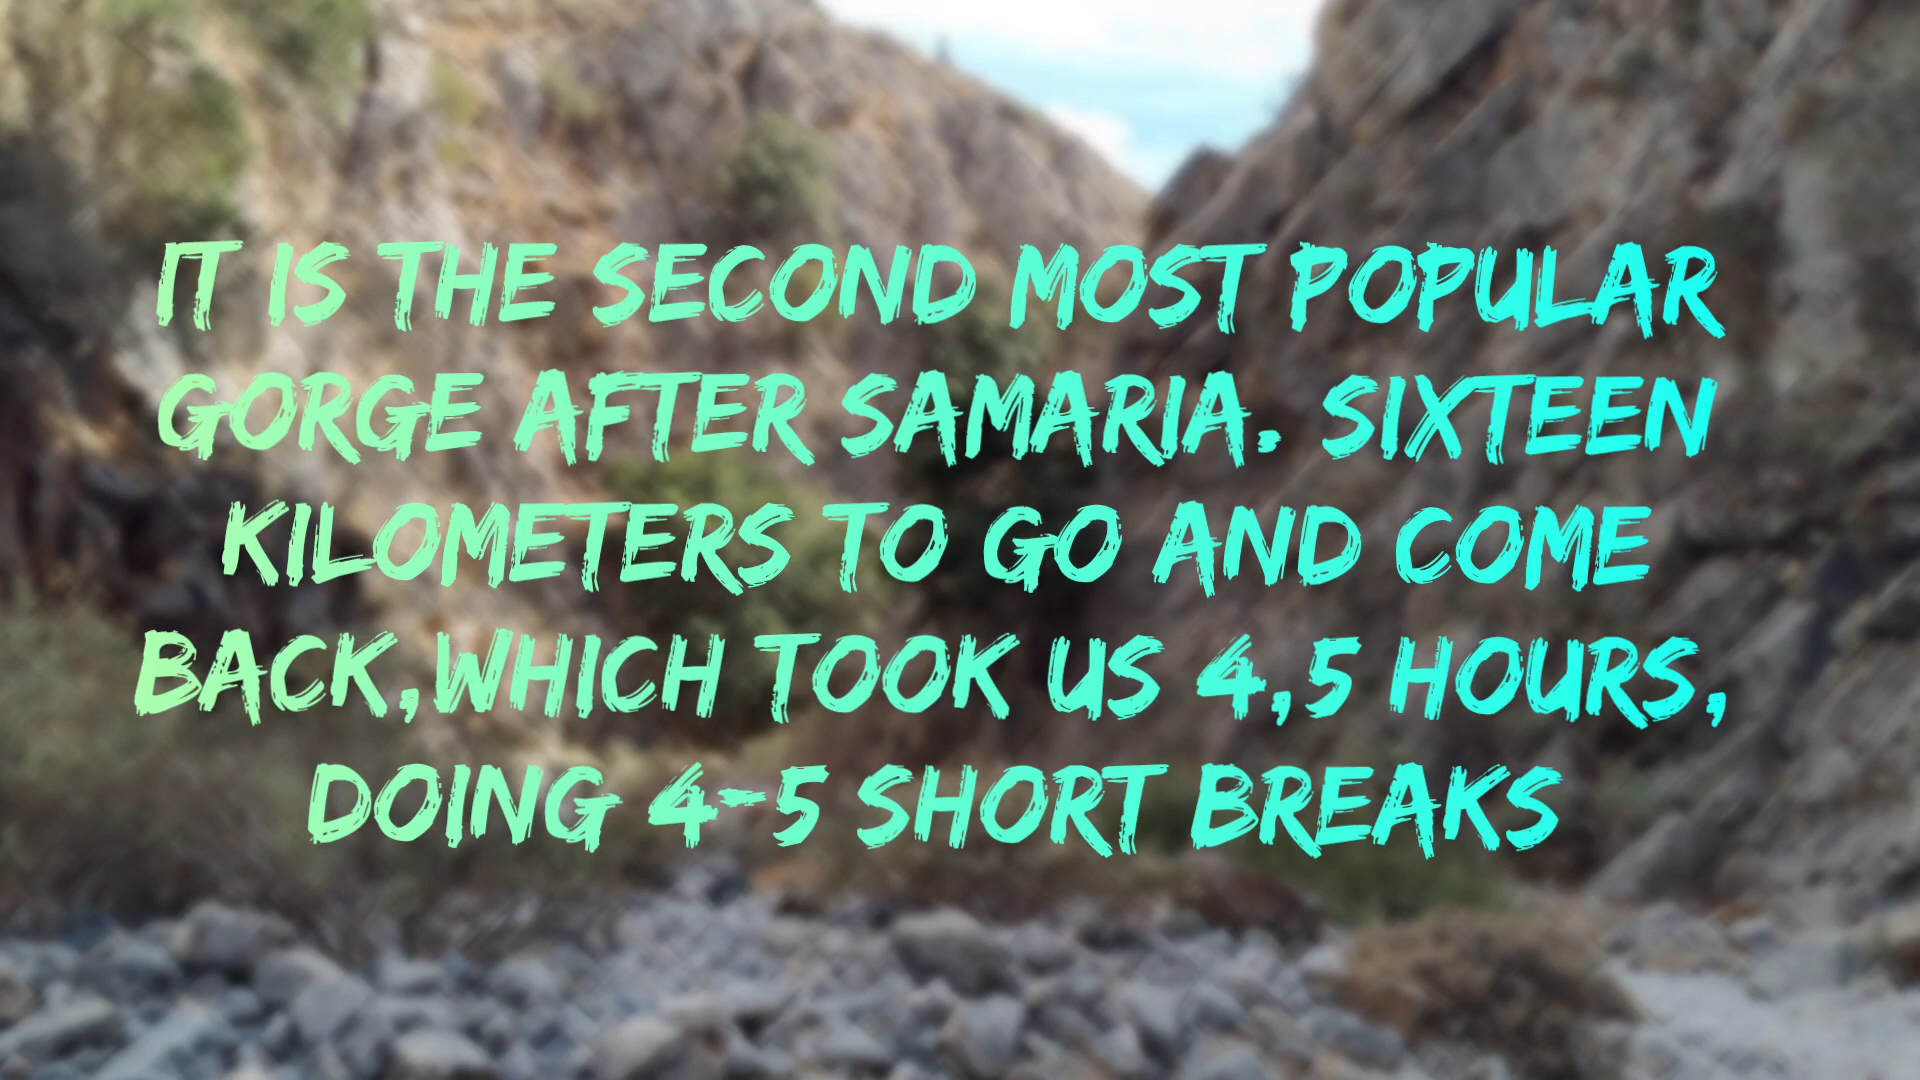 IT IS THE SECOND MOST POPULAR
GORGE AFTER SAMARIA. SIXTEEN
KILOMETERS TO GO AND COME
BACK,WHICH TOOK US 4,5 HOURS,
DOING 4-5 SHORT BREAKS